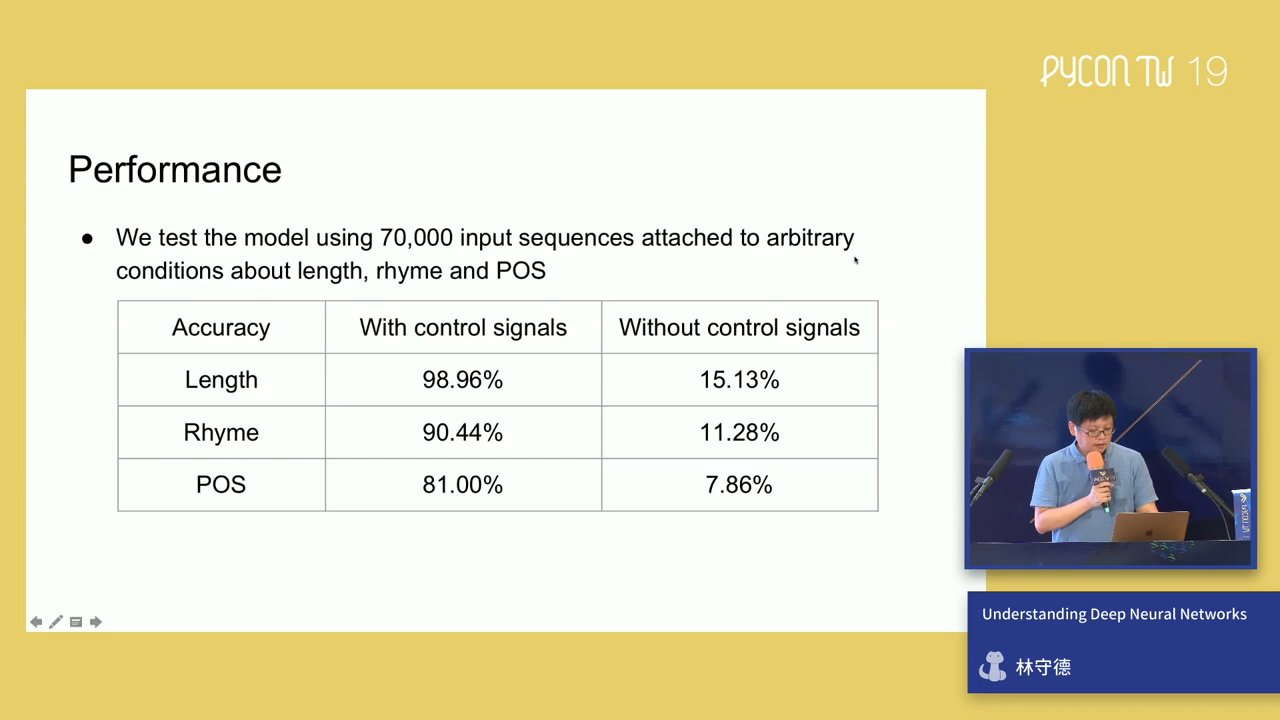 PYCON TW 19
Performance
● We test the model using 70,000 input sequences attached to arbitrary
conditions about length, rhyme and POS
Accuracy With control signals Without control signals
Length 98.96% 15.13%
Rhyme 90.44% 11.28%
POS 81.00% 7.86%
Understanding Deep Neural Networks
林守德